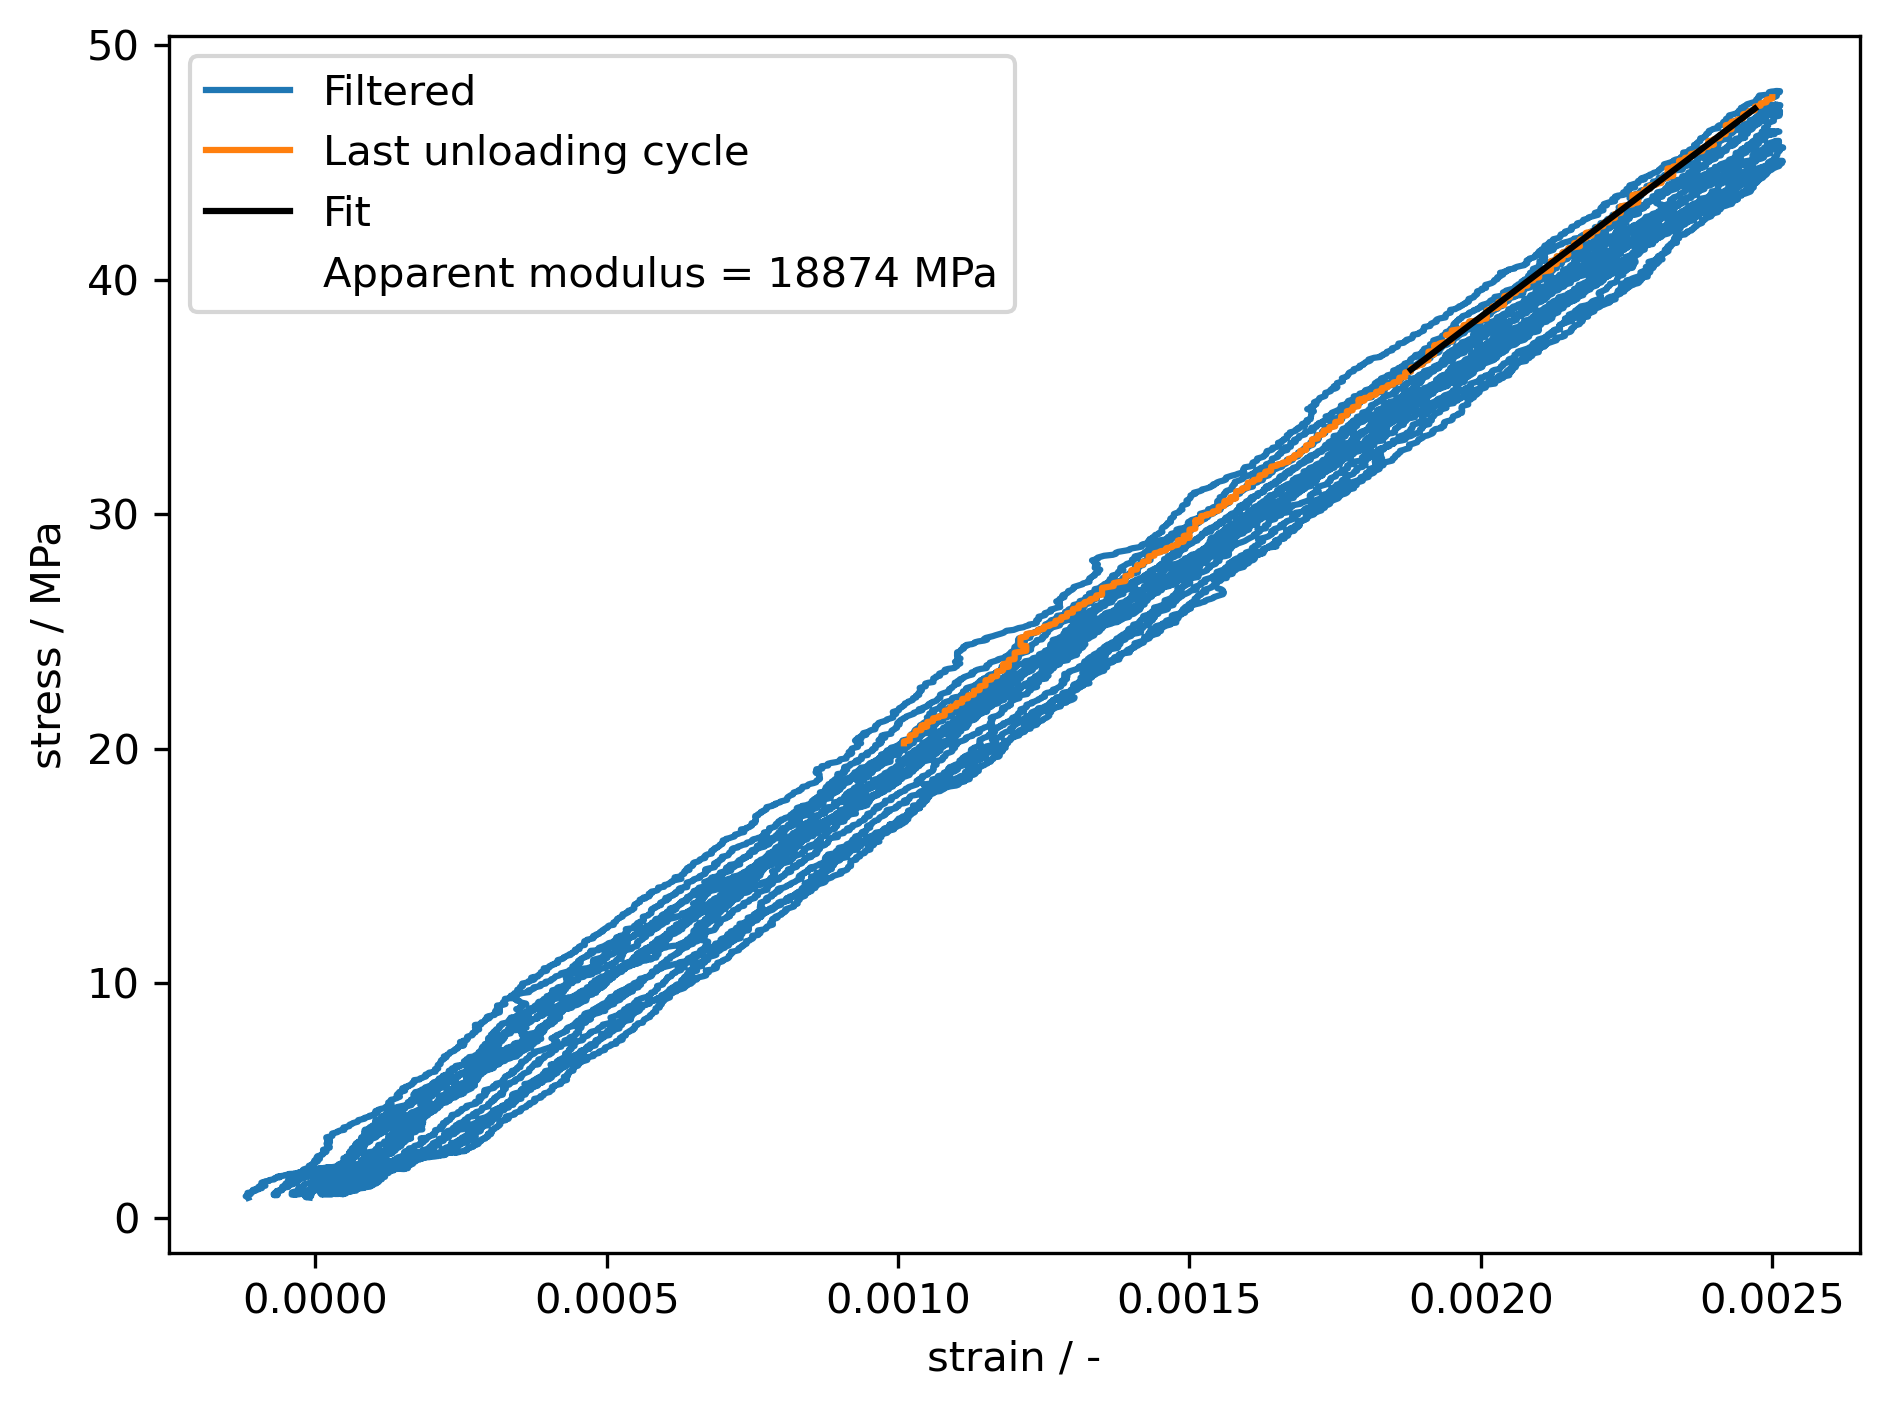 Filtered
Last unloading cycle
Fit
Apparent modulus = 18874 MPa
50
40
30
20
10
0
stress / MPa
0.0000 0.0005 0.0010 0.0015 0.0020 0.0025
strain / -